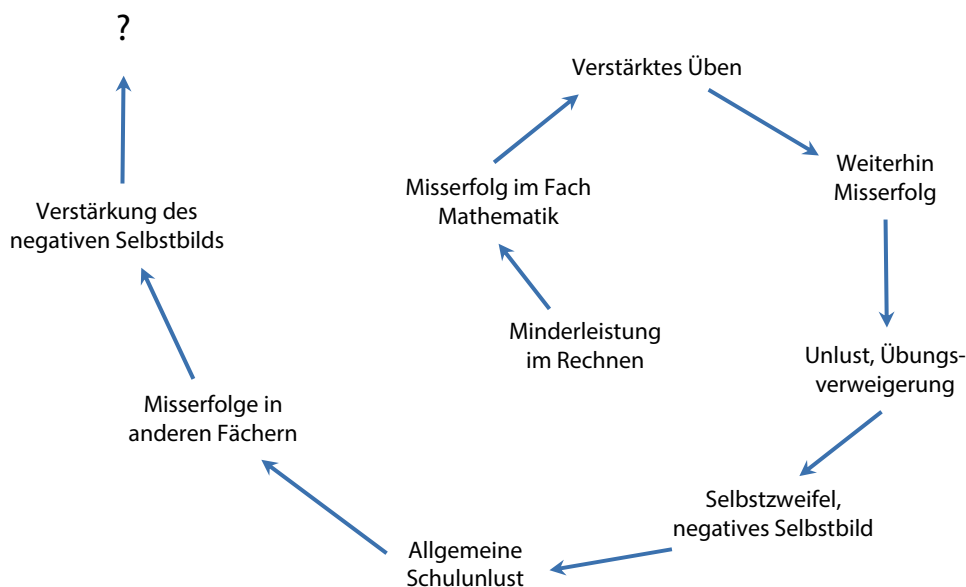 ?
Verstärktes Üben
Weiterhin
Misserfolg
Misserfolg im Fach
Mathematik
Verstärkung des
negativen Selbstbilds
Minderleistung
im Rechnen
Unlust, Übungs-
verweigerung
Misserfolge in
anderen Fächern
Selbstzweifel,
negatives Selbstbild
Allgemeine
Schulunlust